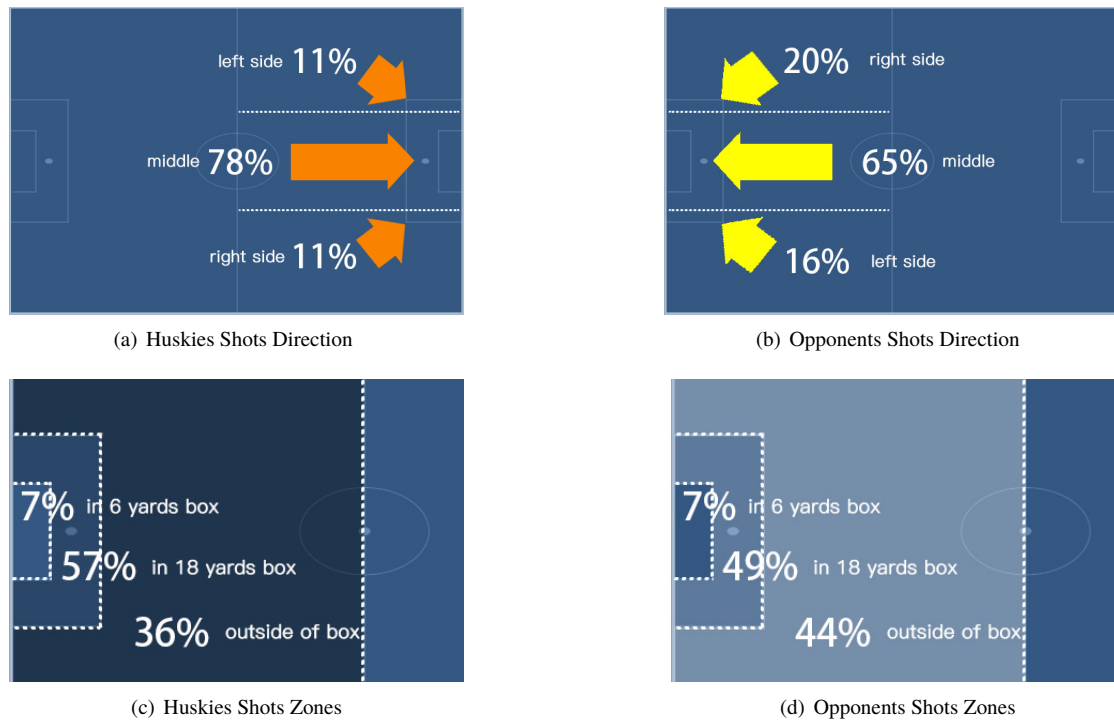 left side 11%
middle 78%
right side 11%
(a) Huskies Shots Direction
20% right side
65% middle
16% left side
(b) Opponents Shots Direction
7% in 6 yards box
57% in 18 yards box
36% outside of box
(c) Huskies Shots Zones
7% in 6 yards box
49% in 18 yards box
44% outside of box
(d) Opponents Shots Zones